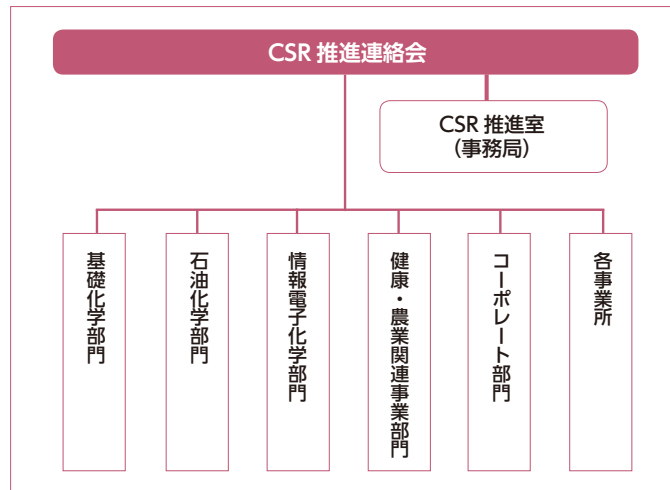 CSR 推進連絡会
CSR 推進室
（事務局）
基礎化学部門
石油化学部門
情報電子化学部門
健康・農業関連事業部門
コーポレート部門
各事業所